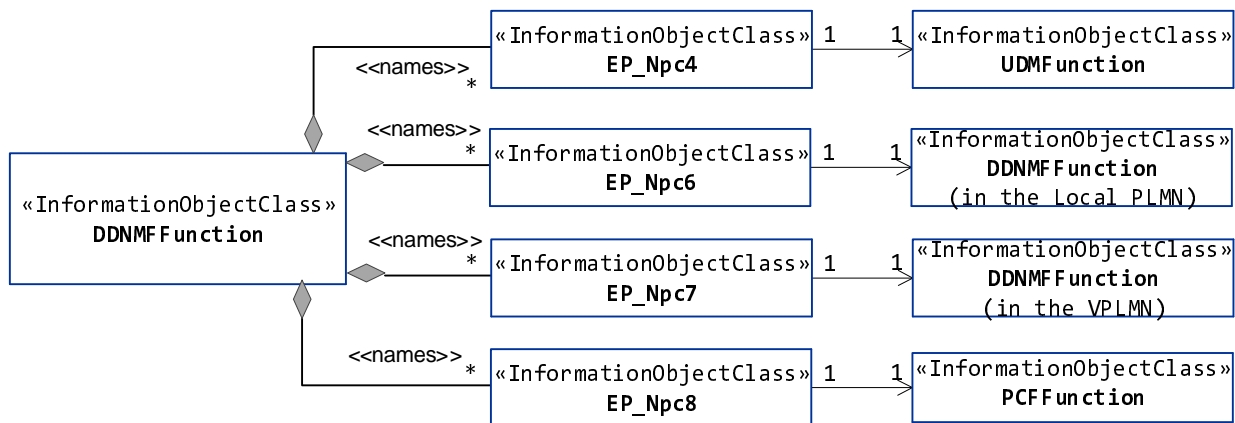 «InformationObjectClass»
DDNMFFunction
<<names>>
*
«InformationObjectClass»
EP_Npc4
1
1
«InformationObjectClass»
UDMFunction
<<names>>
*
«InformationObjectClass»
EP_Npc6
1
1
«InformationObjectClass»
DDNMFFunction
(in the Local PLMN)
<<names>>
*
«InformationObjectClass»
EP_Npc7
1
1
«InformationObjectClass»
DDNMFFunction
(in the VPLMN)
<<names>>
*
«InformationObjectClass»
EP_Npc8
1
1
«InformationObjectClass»
PCFFunction